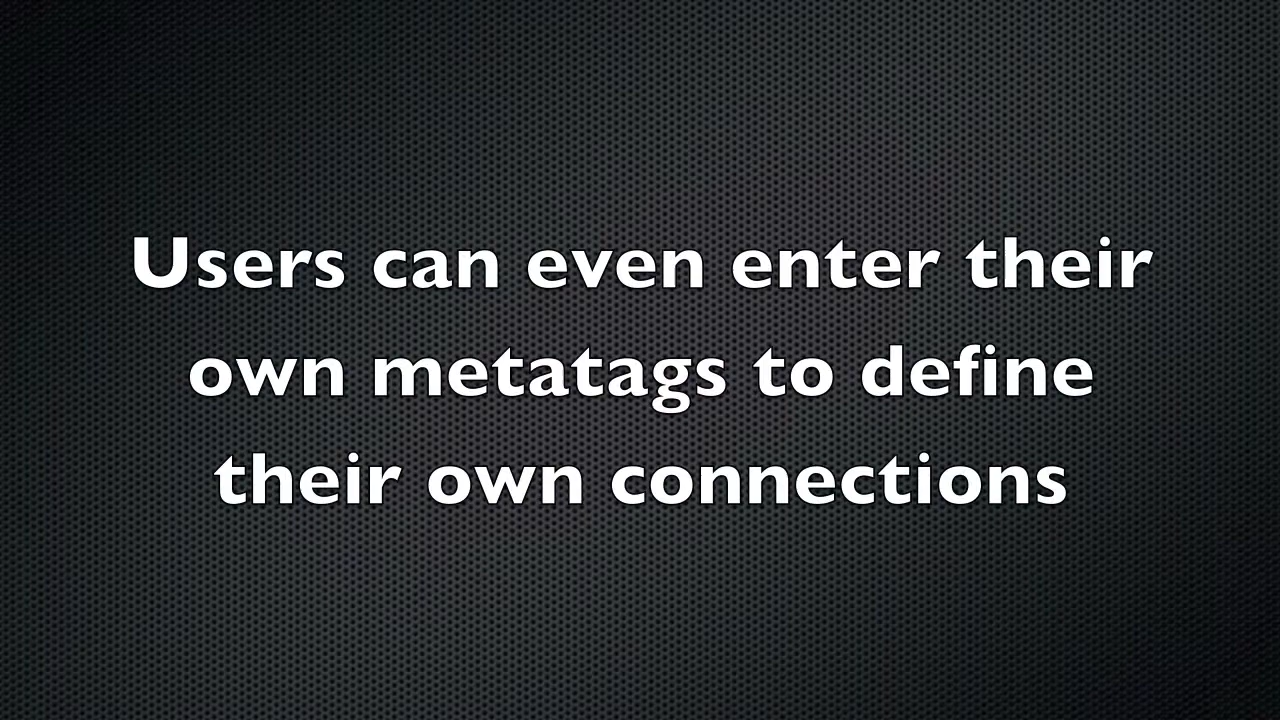 Users can even enter their
own metatags to define
their own connections